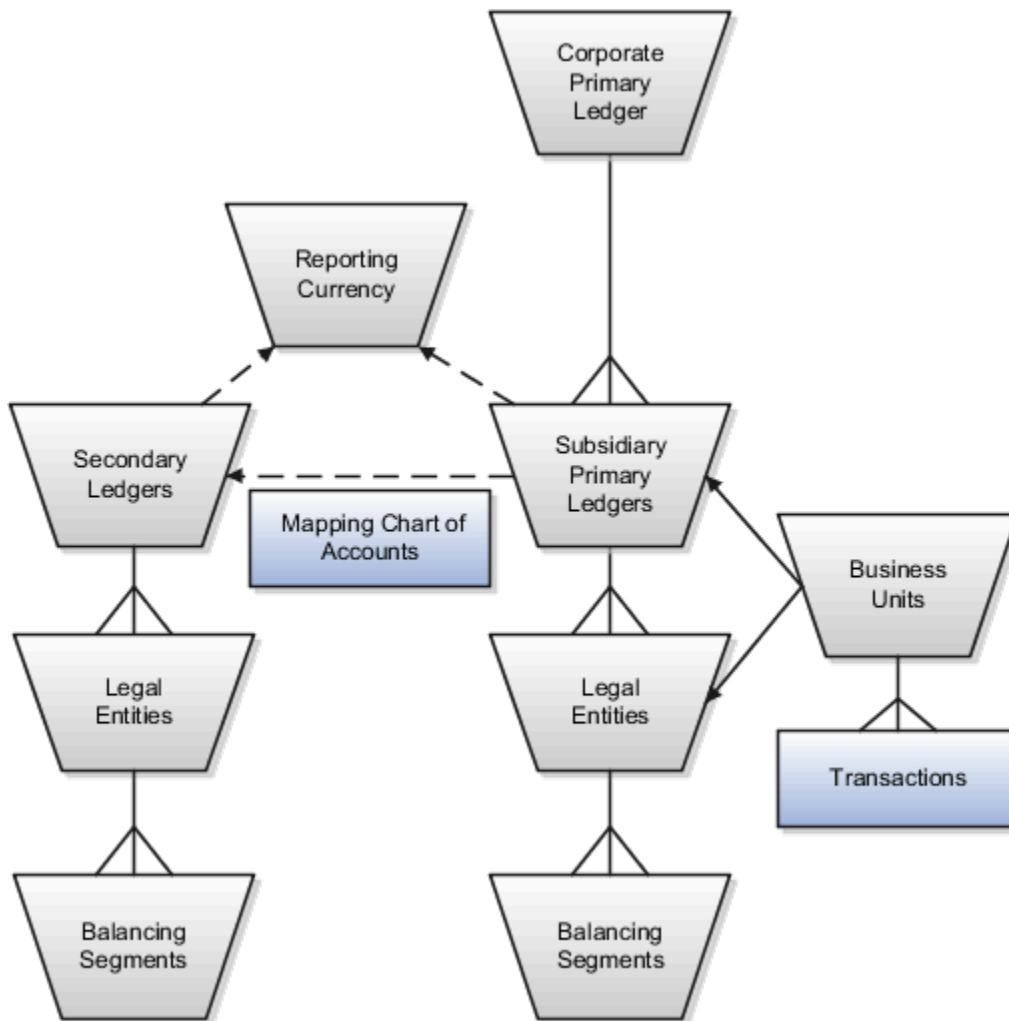 Corporate
Primary
Ledger
Reporting
Currency
Secondary
Ledgers
Subsidiary
Primary
Ledgers
Mapping Chart of
Accounts
Business
Units
Legal
Entities
Legal
Entities
Transactions
Balancing
Segments
Balancing
Segments